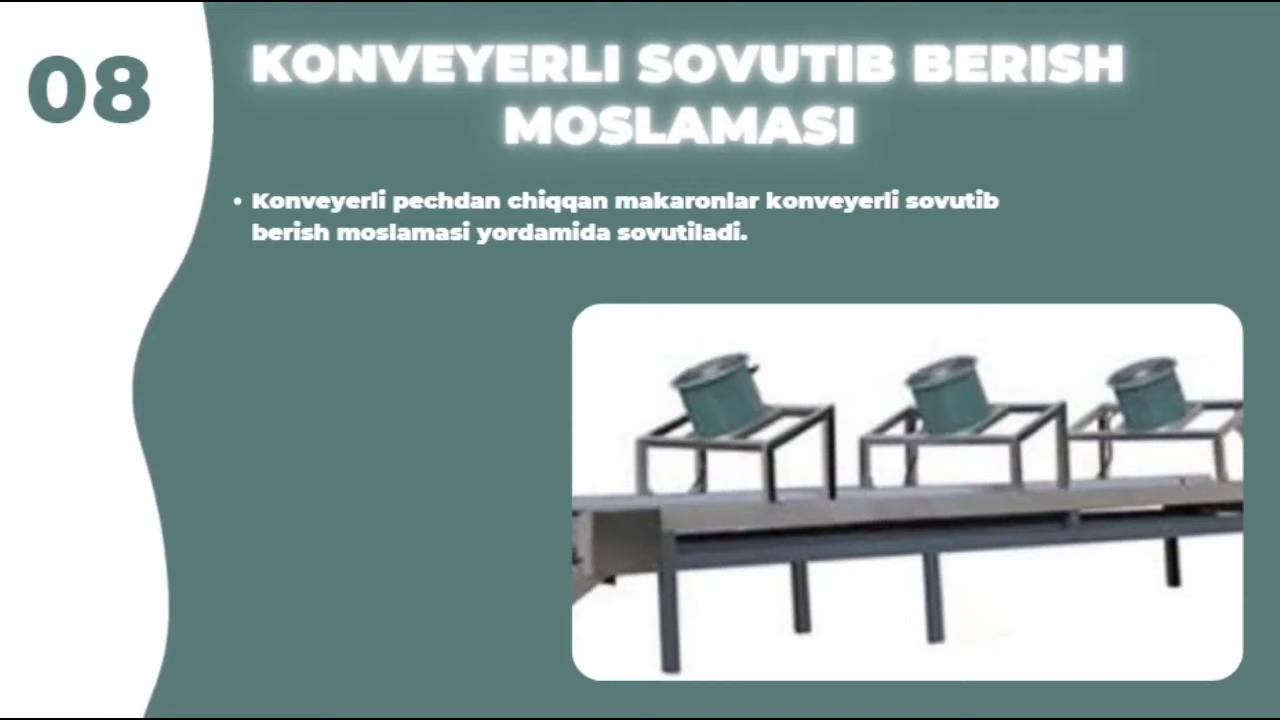 08
KONVEYERLI SOVUTIB BERISH
MOSLAMASI
• Konveyerli pechdan chiqqan makaronlar konveyerli sovutib
berish moslamasi yordamida sovutiladi.